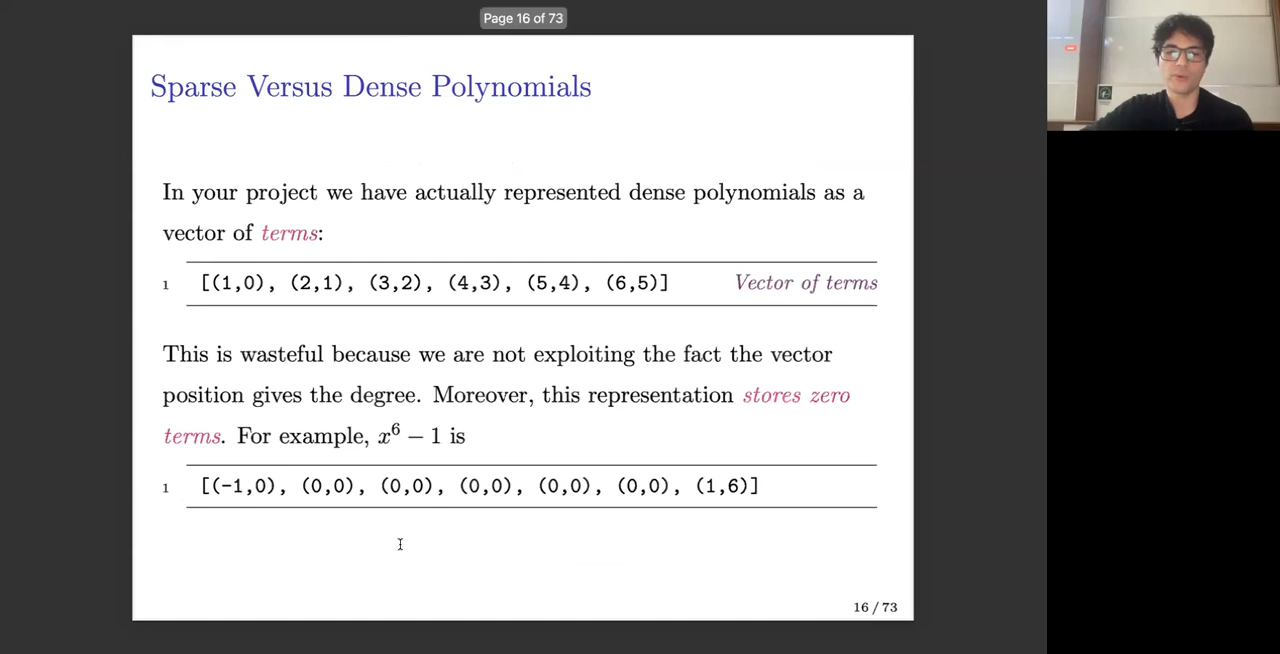 Page 16 of 73
Sparse Versus Dense Polynomials
In your project we have actually represented dense polynomials as a
vector of terms:
1 [(1,0), (2,1), (3,2), (4,3), (5,4), (6,5)] Vector of terms
This is wasteful because we are not exploiting the fact the vector
position gives the degree. Moreover, this representation stores zero
terms. For example, x⁶ − 1 is
1 [(-1,0), (0,0), (0,0), (0,0), (0,0), (0,0), (1,6)]
16 / 73